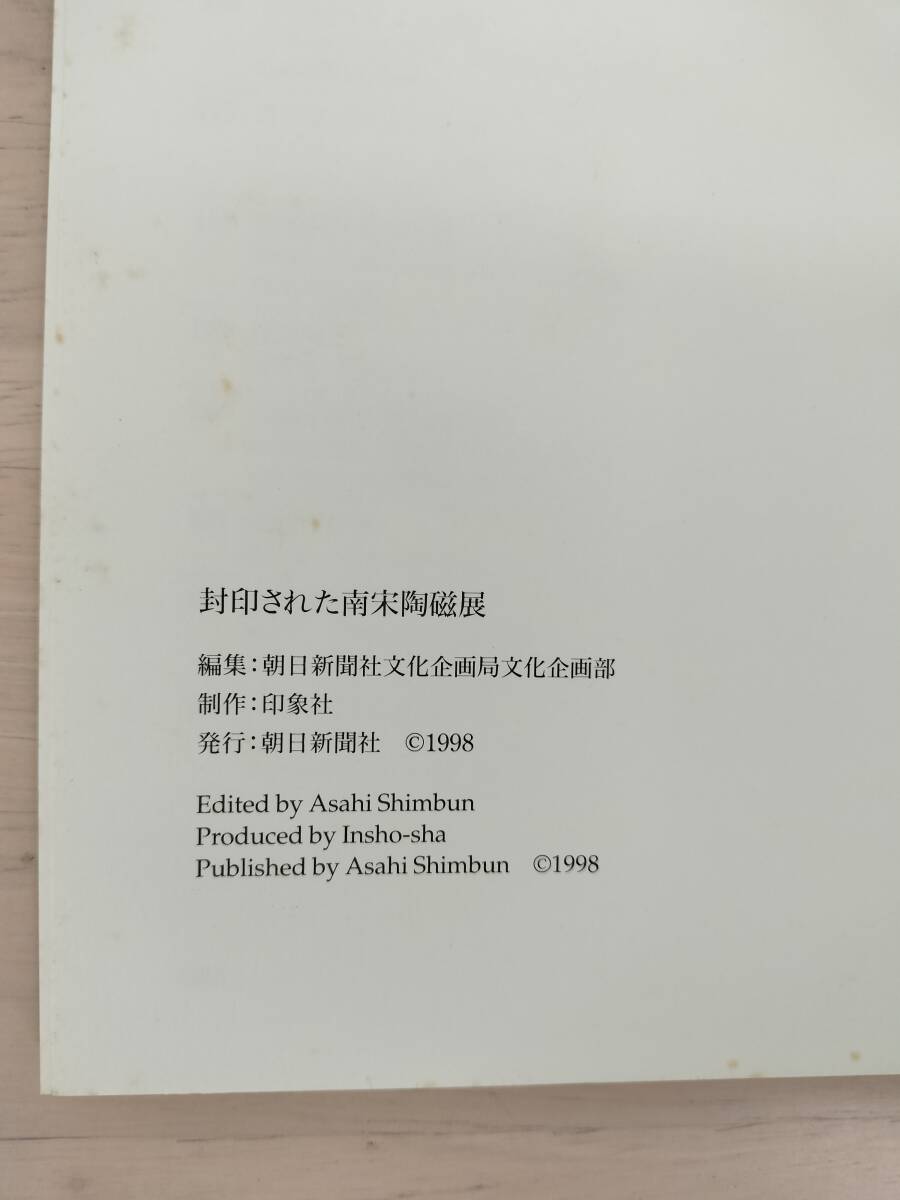 封印された南宋陶磁展
編集：朝日新聞社文化企画局文化企画部
制作：印象社
発行：朝日新聞社　©1998
Edited by Asahi Shimbun
Produced by Insho-sha
Published by Asahi Shimbun　©1998